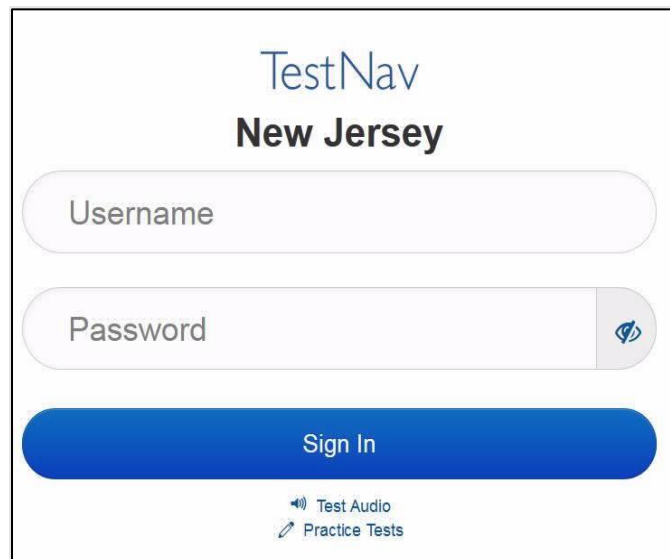 TestNav
New Jersey
Username
Password
Sign In
Test Audio
Practice Tests